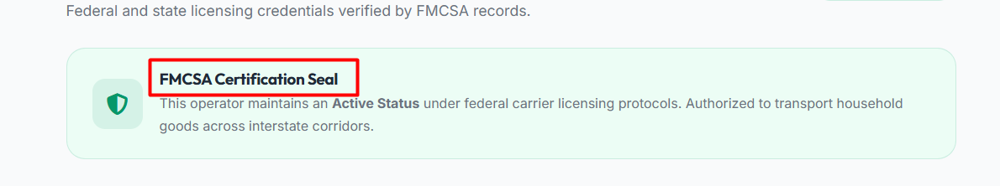 Federal and state licensing credentials verified by FMCSA records.
FMCSA Certification Seal
This operator maintains an Active Status under federal carrier licensing protocols. Authorized to transport household
goods across interstate corridors.